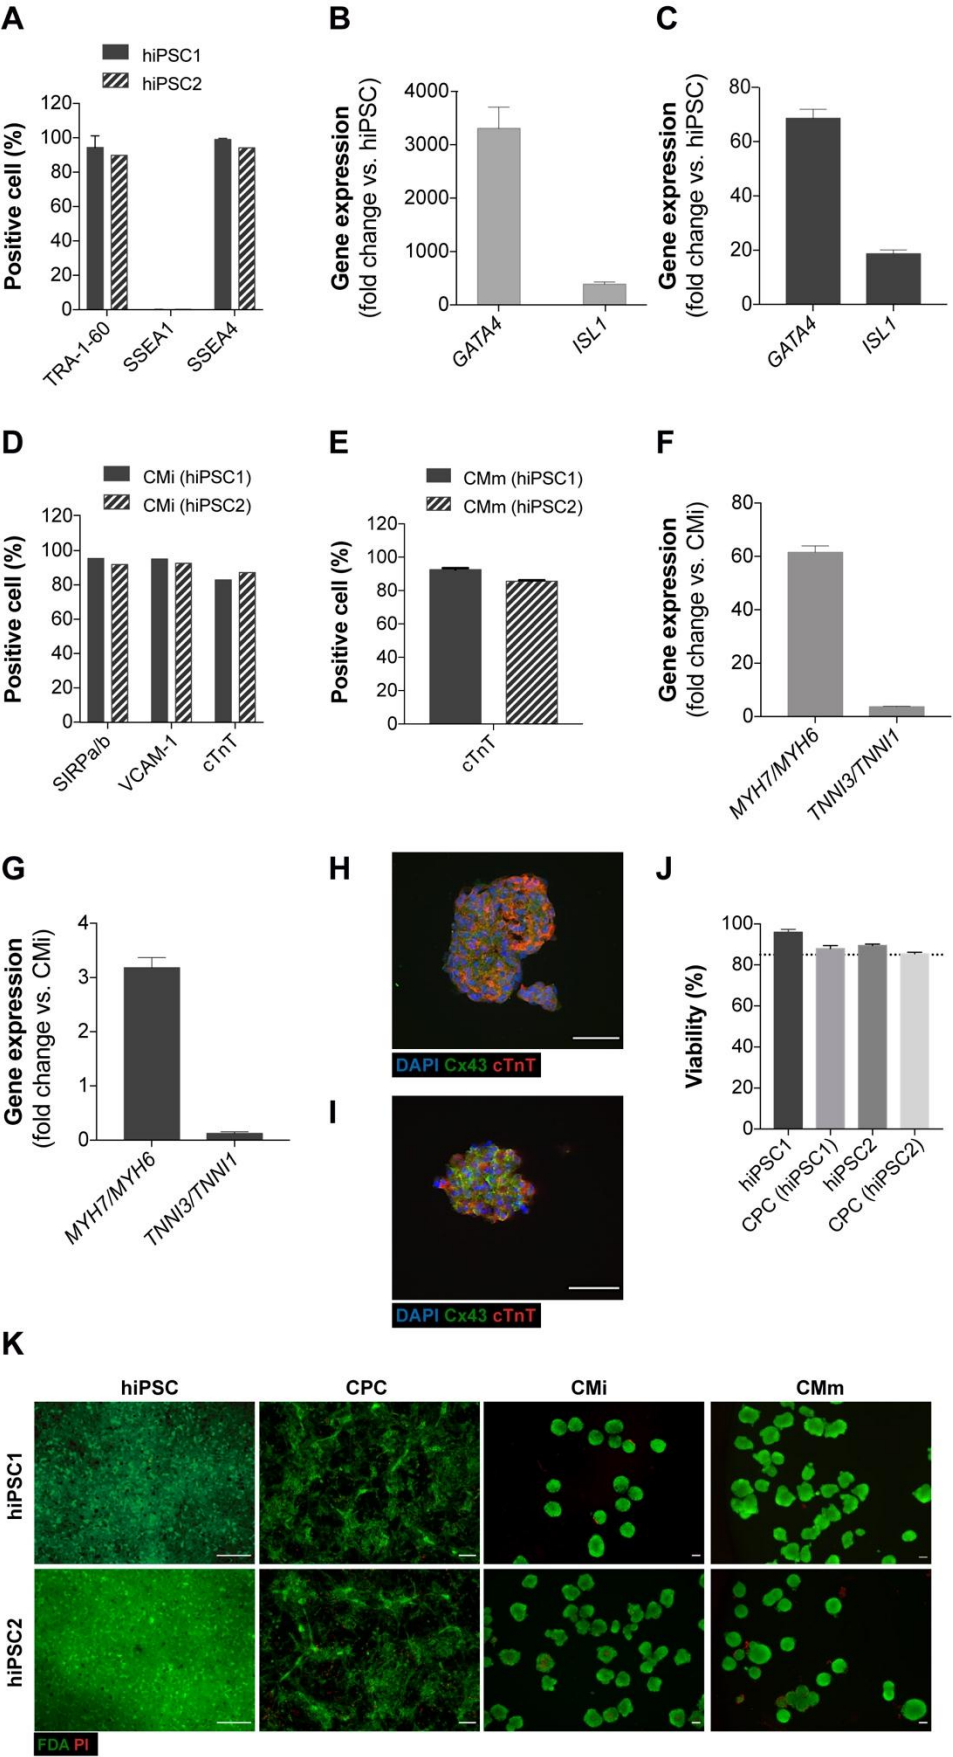 A
hiPSC1
hiPSC2
Positive cell (%)
120
100
80
60
40
20
0
TRA-1-60
SSEA1
SSEA4
B
Gene expression
(fold change vs. hiPSC)
4000
3000
2000
1000
0
GATA4
ISL1
C
Gene expression
(fold change vs. hiPSC)
80
60
40
20
0
GATA4
ISL1
D
CMi (hiPSC1)
CMi (hiPSC2)
Positive cell (%)
120
100
80
60
40
20
0
SIRPa/b
VCAM-1
cTnT
E
CMm (hiPSC1)
CMm (hiPSC2)
Positive cell (%)
120
100
80
60
40
20
0
cTnT
F
Gene expression
(fold change vs. CMi)
80
60
40
20
0
MYH7/MYH6
TNNI3/TNNI1
G
Gene expression
(fold change vs. CMi)
4
3
2
1
0
MYH7/MYH6
TNNI3/TNNI1
H
DAPI Cx43 cTnT
I
DAPI Cx43 cTnT
J
Viability (%)
100
80
60
40
20
0
hiPSC1
CPC (hiPSC1)
hiPSC2
CPC (hiPSC2)
K
hiPSC CPC CMi CMm
hiPSC1
hiPSC2
FDA PI